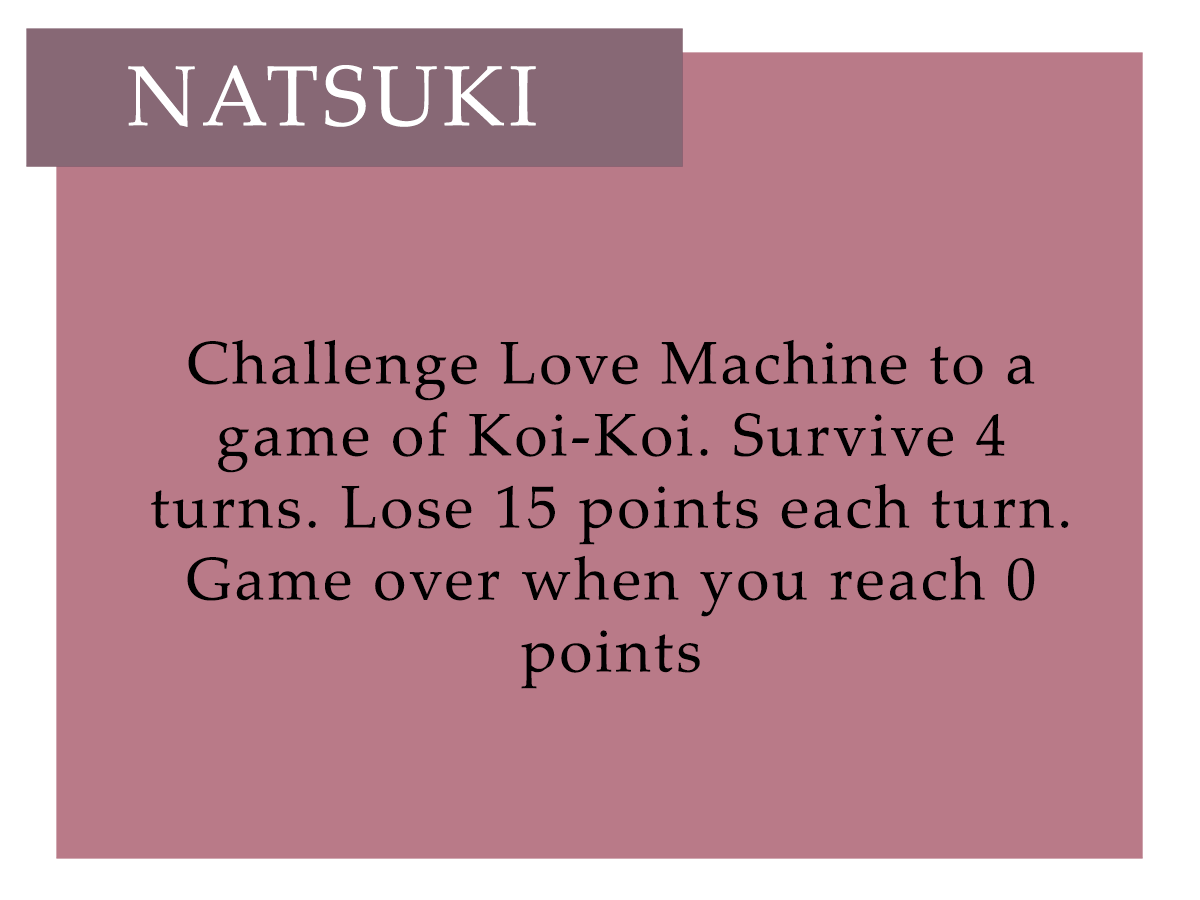 NATSUKI
Challenge Love Machine to a
game of Koi-Koi. Survive 4
turns. Lose 15 points each turn.
Game over when you reach 0
points